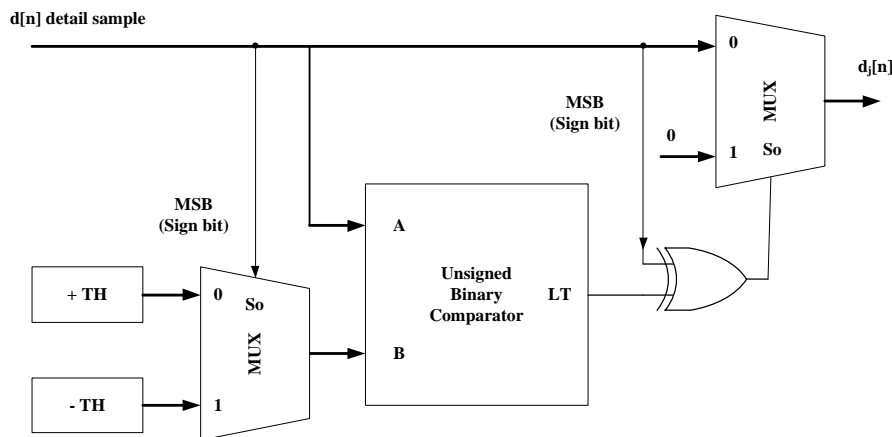 d[n] detail sample
0
dj[n]
MUX
MSB
(Sign bit)
0
1
So
MSB
(Sign bit)
A
Unsigned
Binary
Comparator
LT
+ TH
0
So
MUX
B
- TH
1